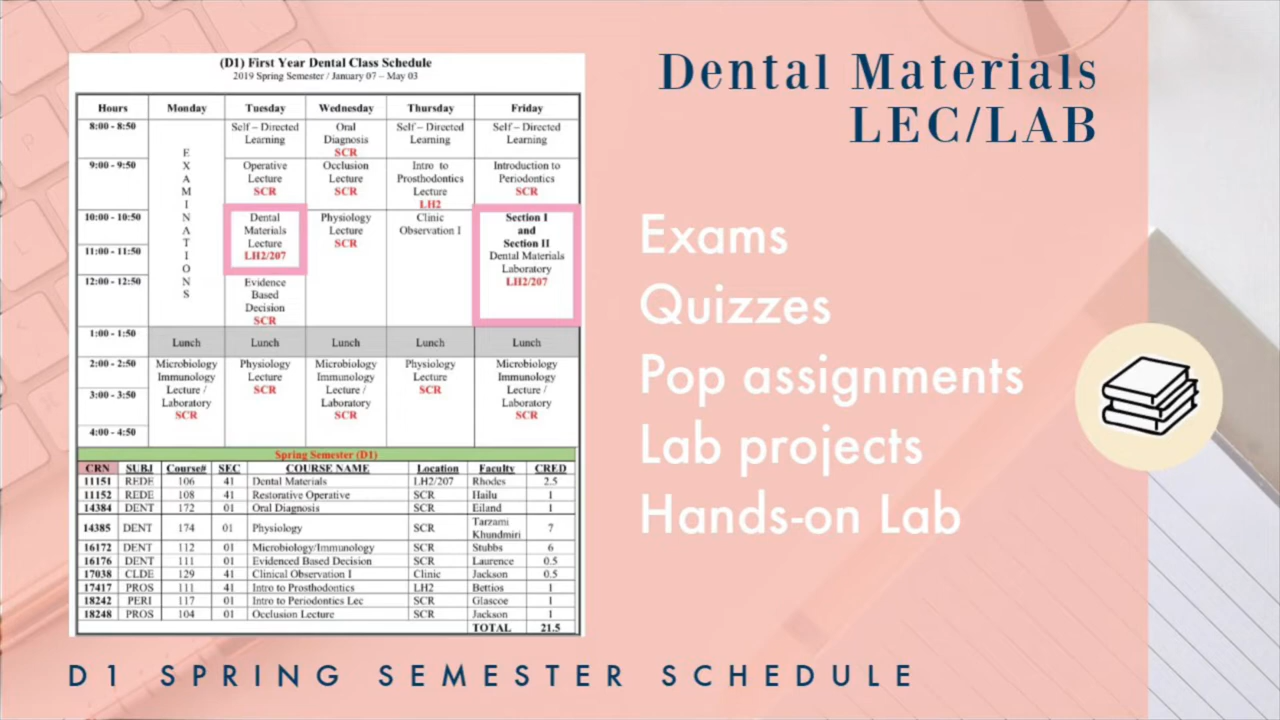 Dental Materials
LEC/LAB
(D1) First Year Dental Class Schedule
2019 Spring Semester / January 07 – May 03
Hours Monday Tuesday Wednesday Thursday Friday
8:00 - 8:50
9:00 - 9:50
10:00 - 10:50
11:00 - 11:50
12:00 - 12:50
1:00 - 1:50
2:00 - 2:50
3:00 - 3:50
4:00 - 4:50
E
X
A
M
I
N
A
T
I
O
N
S
Lunch
Microbiology
Immunology
Lecture /
Laboratory
SCR
Self – Directed
Learning
Operative
Lecture
SCR
Dental
Materials
Lecture
LH2/207
Evidence
Based
Decision
SCR
Lunch
Physiology
Lecture
SCR
Oral
Diagnosis
SCR
Occlusion
Lecture
SCR
Physiology
Lecture
SCR
Lunch
Microbiology
Immunology
Lecture /
Laboratory
SCR
Self – Directed
Learning
Intro to
Prosthodontics
Lecture
LH2
Clinic
Observation I
Lunch
Physiology
Lecture
SCR
Self – Directed
Learning
Introduction to
Periodontics
SCR
Section I
and
Section II
Dental Materials
Laboratory
LH2/207
Lunch
Microbiology
Immunology
Lecture /
Laboratory
SCR
Spring Semester (D1)
CRN SUBJ Course# SEC COURSE NAME Location Faculty CRED
11151 REDE 106 41 Dental Materials LH2/207 Rhodes 2.5
11152 REDE 108 41 Restorative Operative SCR Hailu 1
14384 DENT 172 01 Oral Diagnosis SCR Eiland 1
14385 DENT 174 01 Physiology SCR Tarzami Khundmiri 7
16172 DENT 112 01 Microbiology/Immunology SCR Stubbs 6
16176 DENT 111 01 Evidenced Based Decision SCR Laurence 0.5
17038 CLDE 129 41 Clinical Observation I Clinic Jackson 0.5
17417 PROS 111 41 Intro to Prosthodontics LH2 Bettios 1
18242 PERI 117 01 Intro to Periodontics Lec SCR Glascoe 1
18248 PROS 104 01 Occlusion Lecture SCR Jackson 1
TOTAL 21.5
Exams
Quizzes
Pop assignments
Lab projects
Hands-on Lab
D1 SPRING SEMESTER SCHEDULE